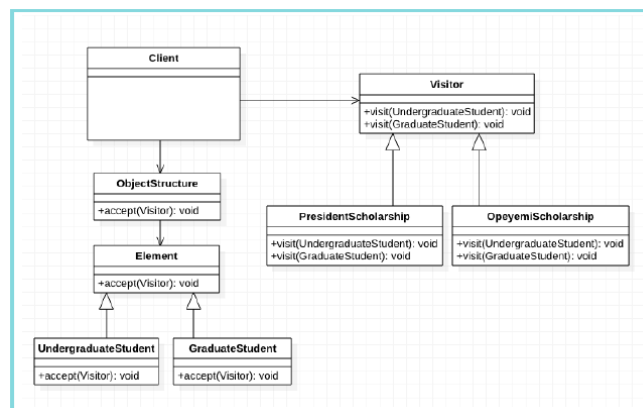 Client
Visitor
+visit(UndergraduateStudent): void
+visit(GraduateStudent): void
ObjectStructure
+accept(Visitor): void
PresidentScholarship
+visit(UndergraduateStudent): void
+visit(GraduateStudent): void
OpeyemiScholarship
+visit(UndergraduateStudent): void
+visit(GraduateStudent): void
Element
+accept(Visitor): void
UndergraduateStudent
+accept(Visitor): void
GraduateStudent
+accept(Visitor): void